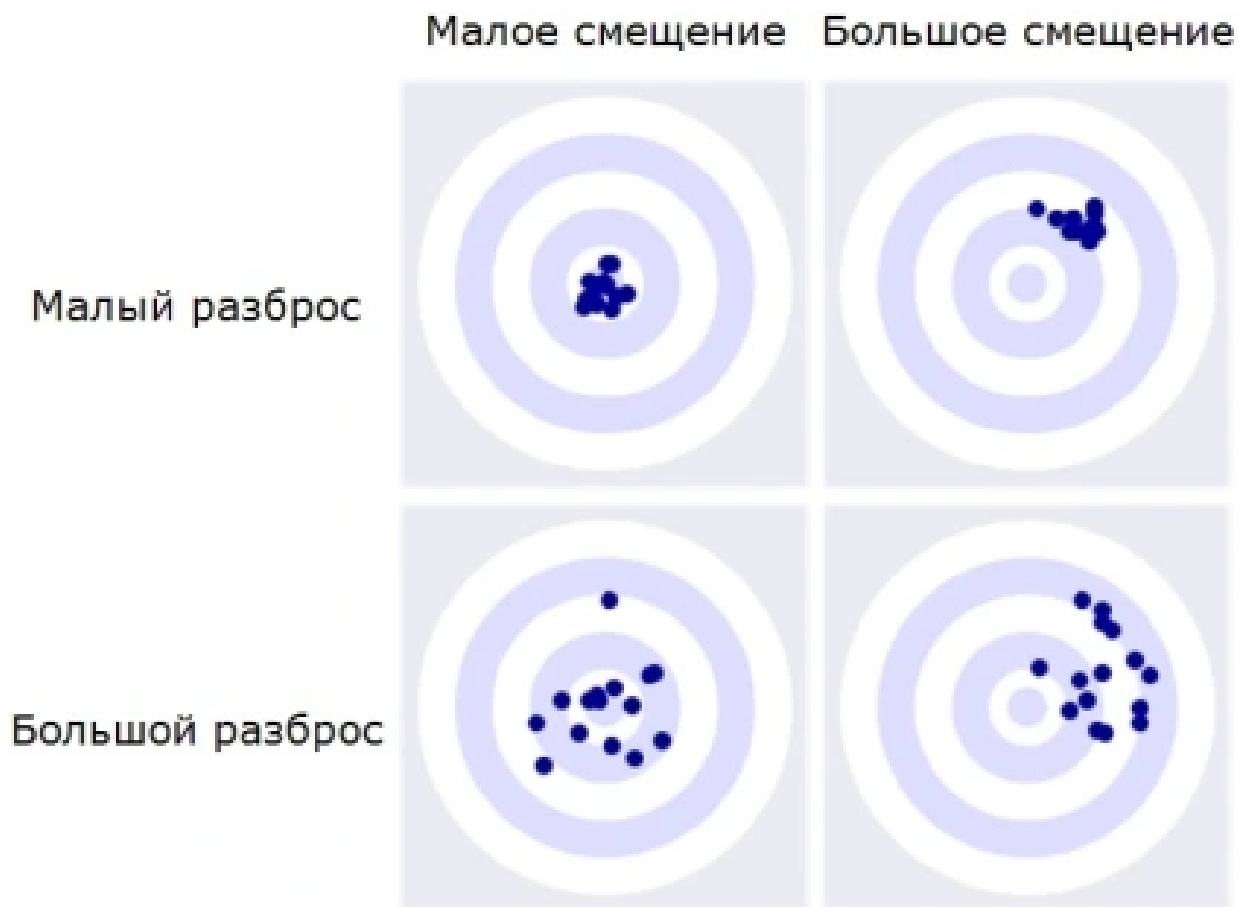 Малое смещение Большое смещение
Малый разброс
Большой разброс